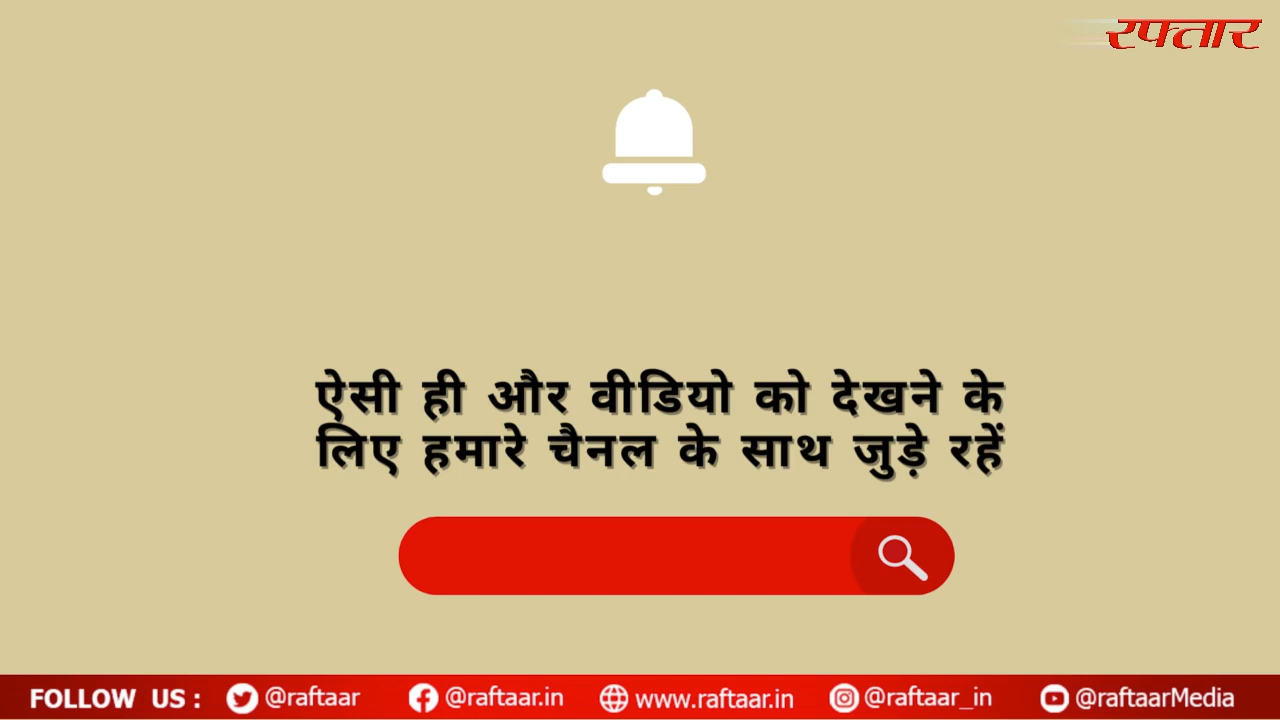 रफ्तार
ऐसी ही और वीडियो को देखने के
लिए हमारे चैनल के साथ जुड़े रहें
FOLLOW US : @raftaar @raftaar.in www.raftaar.in @raftaar_in @raftaarMedia